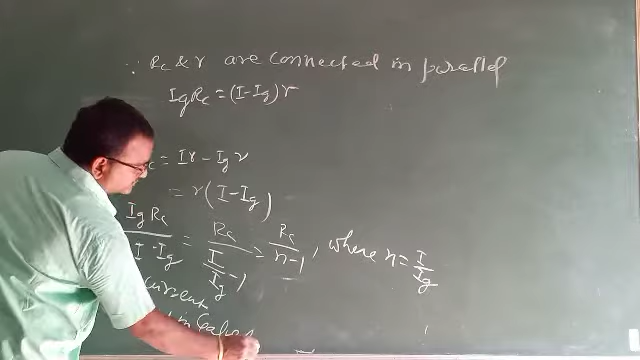 ∴ Rc & r are connected in parallel
IgRc = (I-Ig)r
c = Ir - Igr
= r(I-Ig)
IgRc / I-Ig = Rc / (I/Ig - 1) = Rc / n-1, where n = I/Ig
current
in